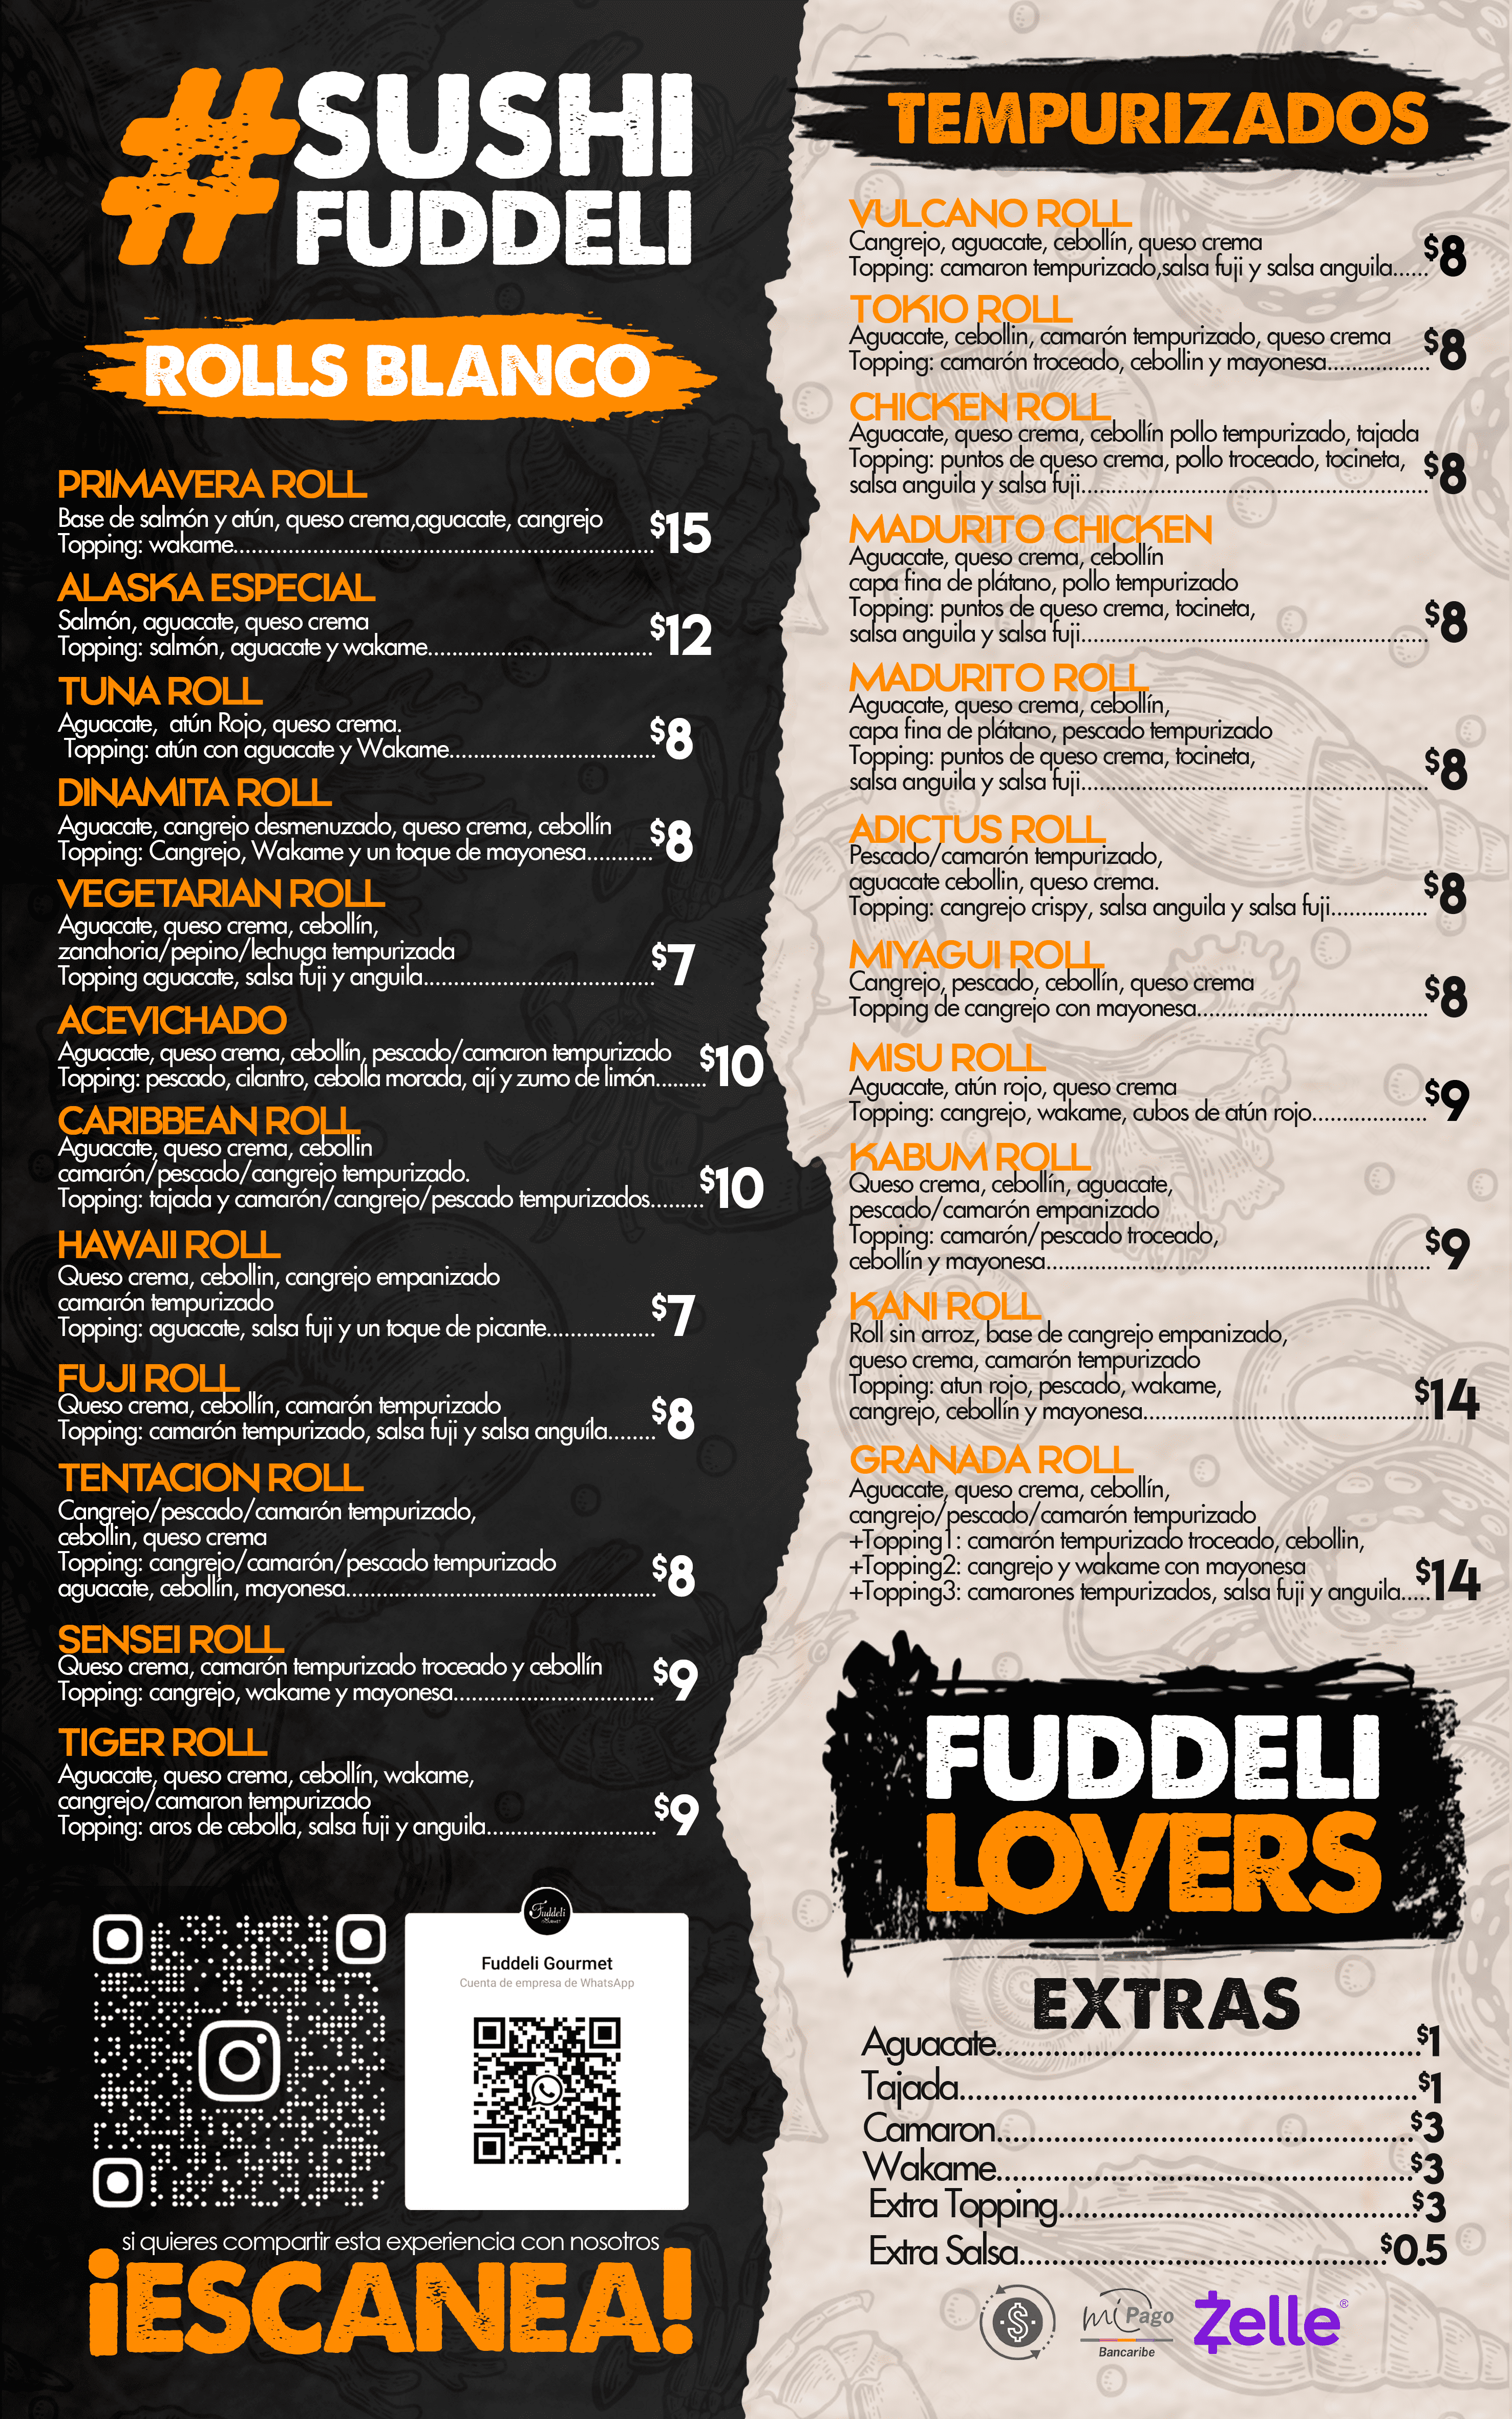 #SUSHI
FUDDELI
ROLLS BLANCO
PRIMAVERA ROLL
Base de salmón y atún, queso crema,aguacate, cangrejo
Topping: wakame.....................................................................$15
ALASKA ESPECIAL
Salmón, aguacate, queso crema
Topping: salmón, aguacate y wakame.....................................$12
TUNA ROLL
Aguacate, atún Rojo, queso crema.
Topping: atún con aguacate y Wakame..................................$8
DINAMITA ROLL
Aguacate, cangrejo desmenuzado, queso crema, cebollín
Topping: Cangrejo, Wakame y un toque de mayonesa...........$8
VEGETARIAN ROLL
Aguacate, queso crema, cebollín,
zanahoria/pepino/lechuga tempurizada
Topping aguacate, salsa fuji y anguila......................................$7
ACEVICHADO
Aguacate, queso crema, cebollín, pescado/camaron tempurizado
Topping: pescado, cilantro, cebolla morada, ají y zumo de limón.........$10
CARIBBEAN ROLL
Aguacate, queso crema, cebollin
camarón/pescado/cangrejo tempurizado.
Topping: tajada y camarón/cangrejo/pescado tempurizados.........$10
HAWAII ROLL
Queso crema, cebollin, cangrejo empanizado
camarón tempurizado
Topping: aguacate, salsa fuji y un toque de picante..................$7
FUJI ROLL
Queso crema, cebollín, camarón tempurizado
Topping: camarón tempurizado, salsa fuji y salsa anguíla........$8
TENTACION ROLL
Cangrejo/pescado/camarón tempurizado,
cebollin, queso crema
Topping: cangrejo/camarón/pescado tempurizado
aguacate, cebollín, mayonesa...................................................$8
SENSEI ROLL
Queso crema, camarón tempurizado troceado y cebollín
Topping: cangrejo, wakame y mayonesa.................................$9
TIGER ROLL
Aguacate, queso crema, cebollín, wakame,
cangrejo/camaron tempurizado
Topping: aros de cebolla, salsa fuji y anguila............................$9
Fuddeli
GOURMET
Fuddeli Gourmet
Cuenta de empresa de WhatsApp
si quieres compartir esta experiencia con nosotros
¡ESCANEA!
TEMPURIZADOS
VULCANO ROLL
Cangrejo, aguacate, cebollín, queso crema
Topping: camaron tempurizado,salsa fuji y salsa anguila......$8
TOKIO ROLL
Aguacate, cebollin, camarón tempurizado, queso crema
Topping: camarón troceado, cebollin y mayonesa.................$8
CHICKEN ROLL
Aguacate, queso crema, cebollín pollo tempurizado, tajada
Topping: puntos de queso crema, pollo troceado, tocineta,
salsa anguila y salsa fuji.........................................................$8
MADURITO CHICKEN
Aguacate, queso crema, cebollín
capa fina de plátano, pollo tempurizado
Topping: puntos de queso crema, tocineta,
salsa anguila y salsa fuji.........................................................$8
MADURITO ROLL
Aguacate, queso crema, cebollín,
capa fina de plátano, pescado tempurizado
Topping: puntos de queso crema, tocineta,
salsa anguila y salsa fuji.........................................................$8
ADICTUS ROLL
Pescado/camarón tempurizado,
aguacate cebollin, queso crema.
Topping: cangrejo crispy, salsa anguila y salsa fuji................$8
MIYAGUI ROLL
Cangrejo, pescado, cebollín, queso crema
Topping de cangrejo con mayonesa......................................$8
MISU ROLL
Aguacate, atún rojo, queso crema
Topping: cangrejo, wakame, cubos de atún rojo...................$9
KABUM ROLL
Queso crema, cebollín, aguacate,
pescado/camarón empanizado
Topping: camarón/pescado troceado,
cebollín y mayonesa...............................................................$9
KANI ROLL
Roll sin arroz, base de cangrejo empanizado,
queso crema, camarón tempurizado
Topping: atun rojo, pescado, wakame,
cangrejo, cebollín y mayonesa...............................................$14
GRANADA ROLL
Aguacate, queso crema, cebollín,
cangrejo/pescado/camarón tempurizado
+Topping1: camarón tempurizado troceado, cebollin,
+Topping2: cangrejo y wakame con mayonesa
+Topping3: camarones tempurizados, salsa fuji y anguila.....$14
FUDDELI
LOVERS
EXTRAS
Aguacate....................................................$1
Tajada........................................................$1
Camaron...................................................$3
Wakame...................................................$3
Extra Topping............................................$3
Extra Salsa.............................................$0.5
$
mi Pago
Bancaribe
Zelle®